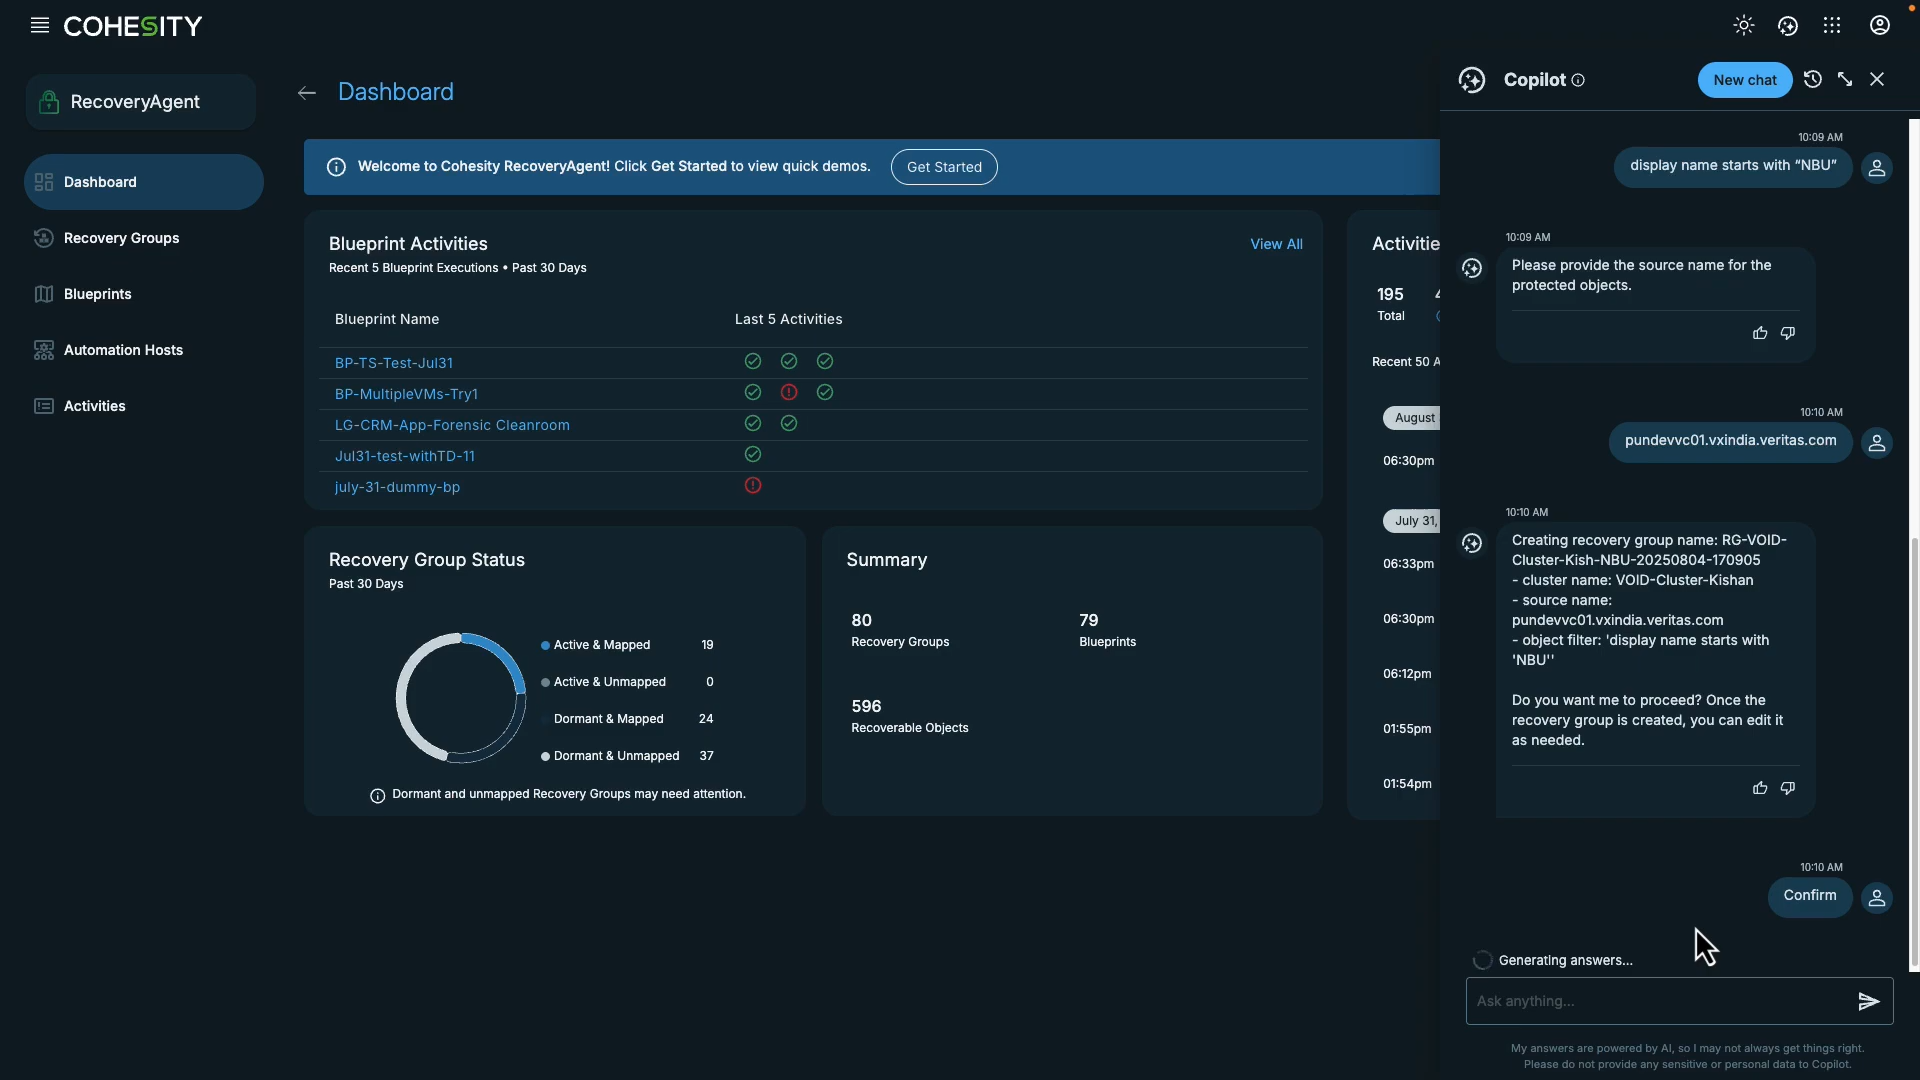 COHESITY
RecoveryAgent
Dashboard
Recovery Groups
Blueprints
Automation Hosts
Activities
Dashboard
Welcome to Cohesity RecoveryAgent! Click Get Started to view quick demos.
Get Started
Blueprint Activities
View All
Recent 5 Blueprint Executions • Past 30 Days
Blueprint Name
Last 5 Activities
BP-TS-Test-Jul31
BP-MultipleVMs-Try1
LG-CRM-App-Forensic Cleanroom
Jul31-test-withTD-11
july-31-dummy-bp
Recovery Group Status
Past 30 Days
Active & Mapped 19
Active & Unmapped 0
Dormant & Mapped 24
Dormant & Unmapped 37
Dormant and unmapped Recovery Groups may need attention.
Summary
80
Recovery Groups
79
Blueprints
596
Recoverable Objects
Activitie
195
Total
Recent 50 A
August
06:30pm
July 31,
06:33pm
06:30pm
06:12pm
01:55pm
01:54pm
Copilot
New chat
10:09 AM
display name starts with “NBU”
10:09 AM
Please provide the source name for the
protected objects.
10:10 AM
pundevvc01.vxindia.veritas.com
10:10 AM
Creating recovery group name: RG-VOID-
Cluster-Kish-NBU-20250804-170905
- cluster name: VOID-Cluster-Kishan
- source name:
pundevvc01.vxindia.veritas.com
- object filter: 'display name starts with
'NBU''
Do you want me to proceed? Once the
recovery group is created, you can edit it
as needed.
10:10 AM
Confirm
Generating answers...
Ask anything...
My answers are powered by AI, so I may not always get things right.
Please do not provide any sensitive or personal data to Copilot.